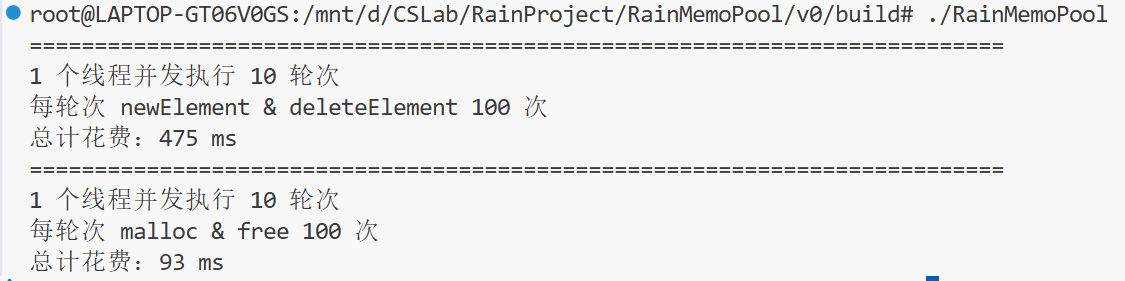 root@LAPTOP-GT06V0GS:/mnt/d/CSLab/RainProject/RainMemoPool/v0/build# ./RainMemoPool
===========================================================================
1 个线程并发执行 10 轮次
每轮次 newElement & deleteElement 100 次
总计花费：475 ms
===========================================================================
1 个线程并发执行 10 轮次
每轮次 malloc & free 100 次
总计花费：93 ms